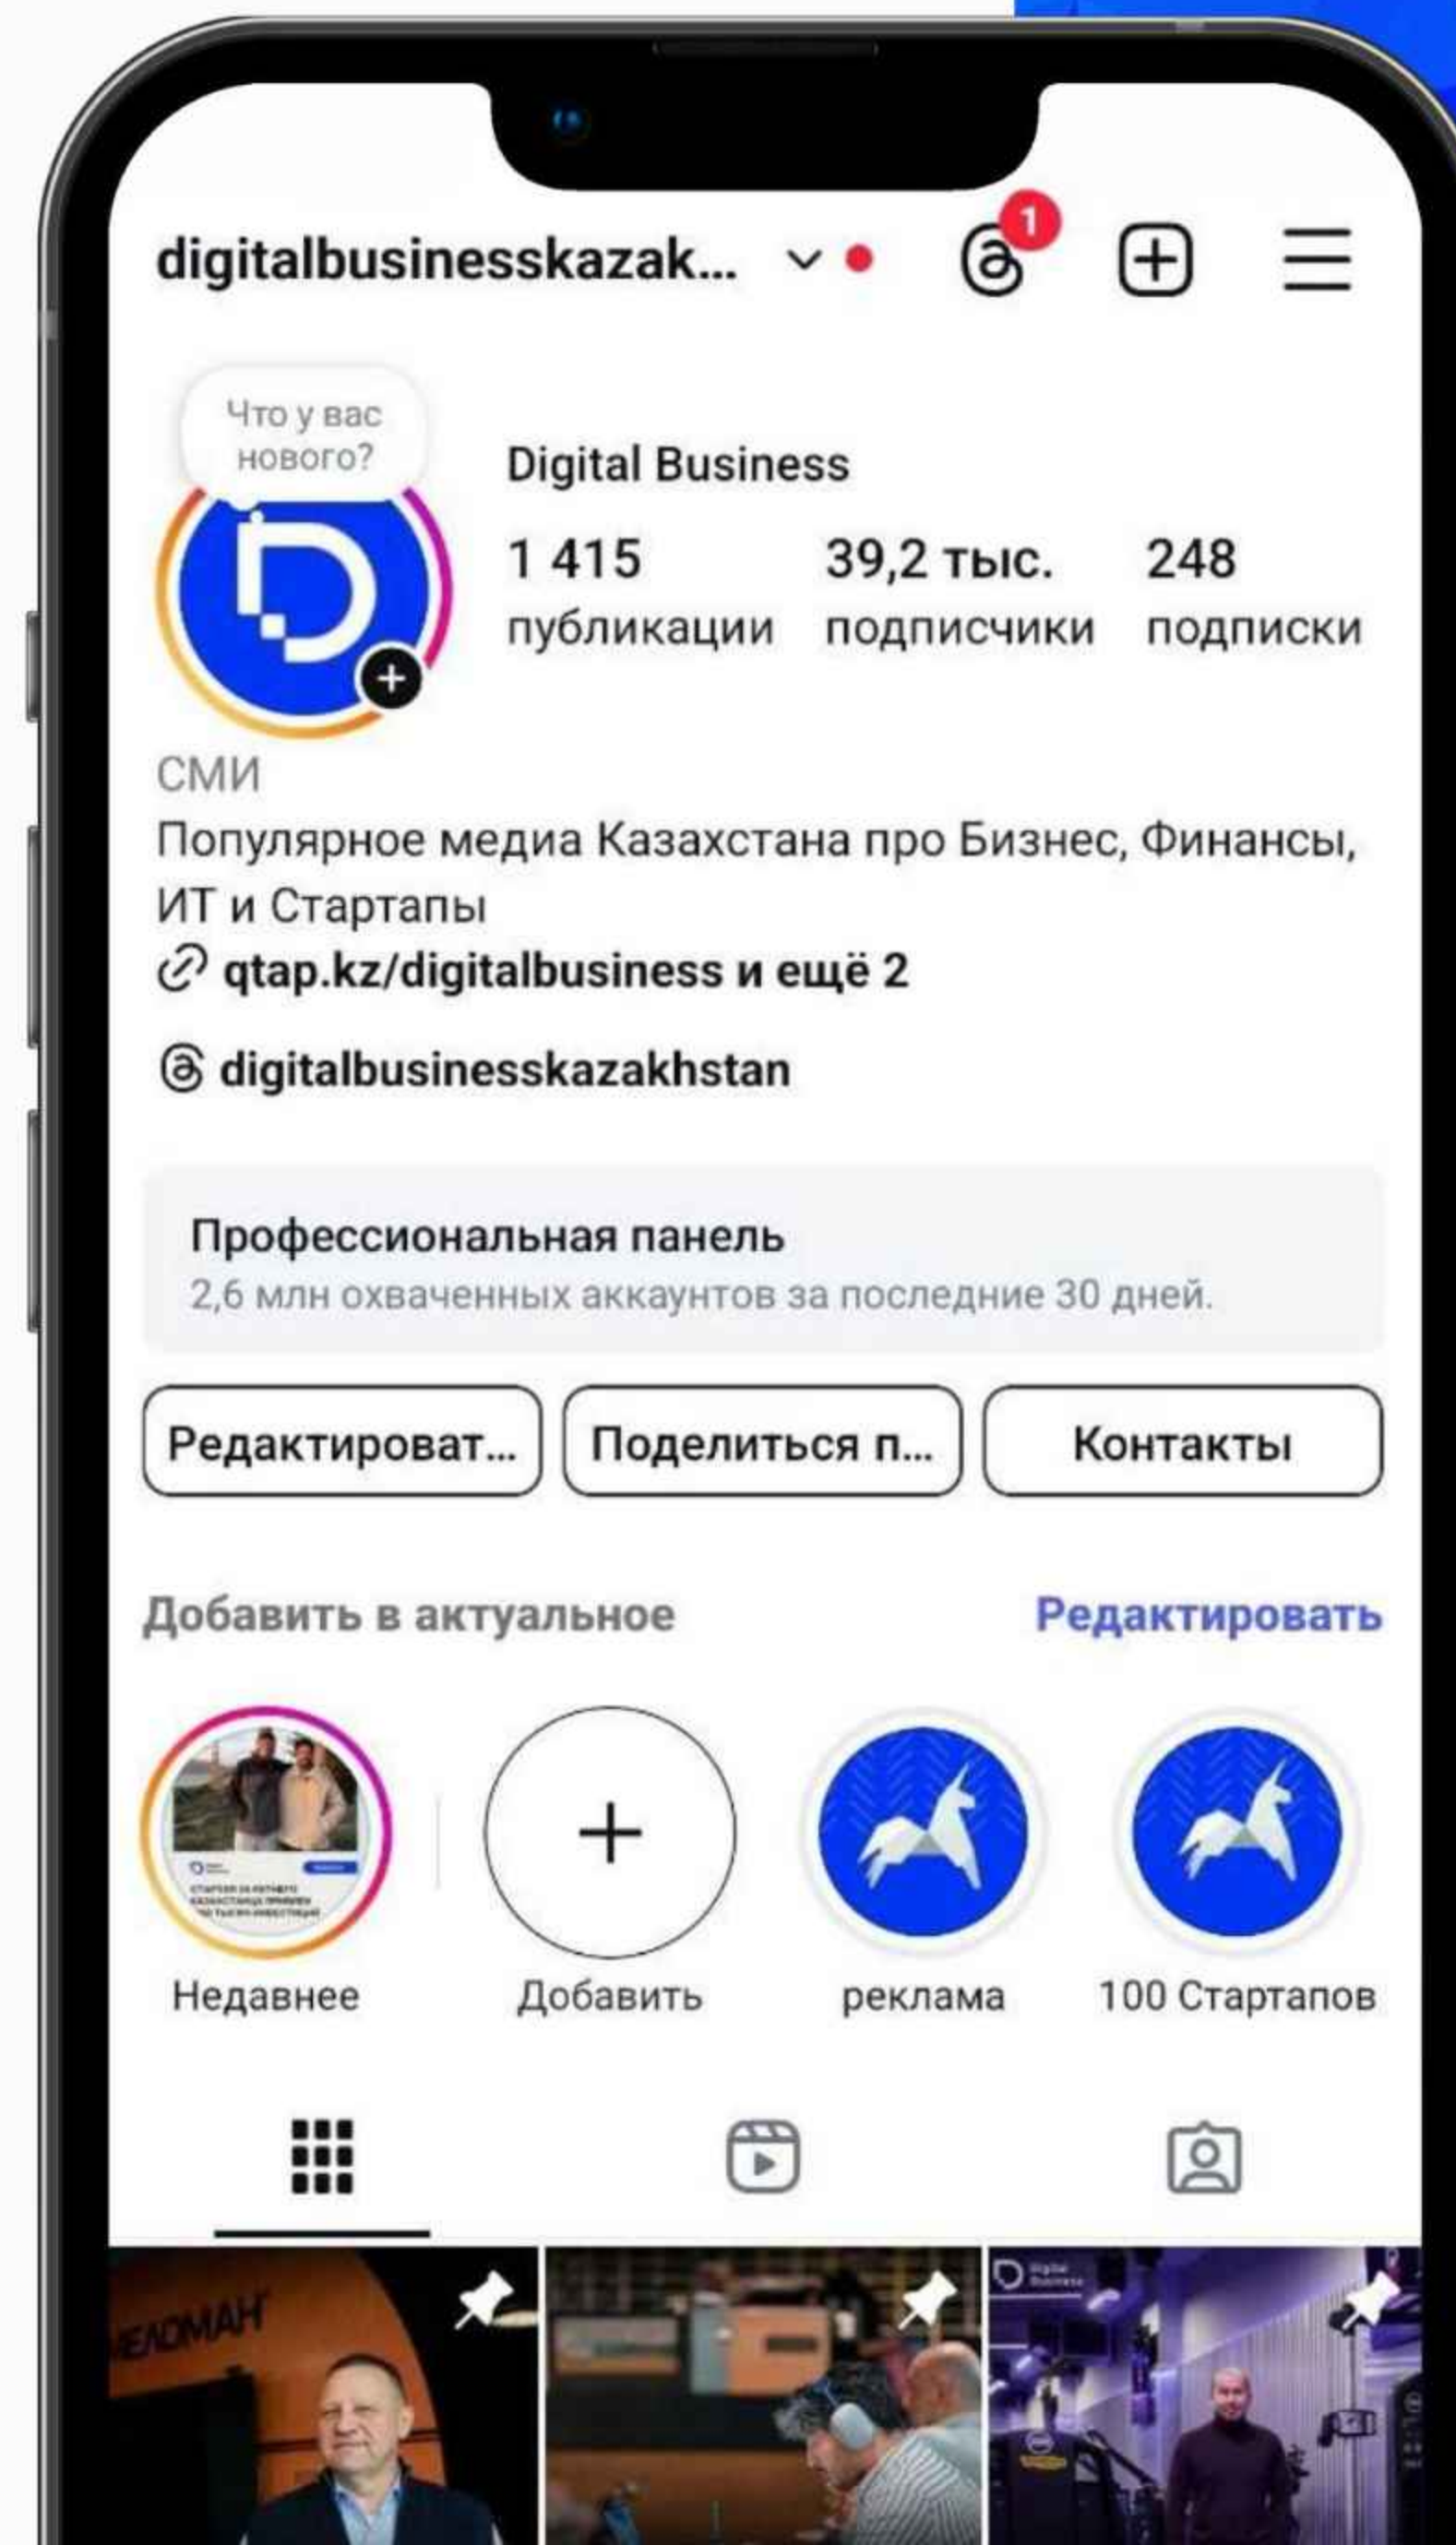 digitalbusinesskazak...
1
Что у вас
нового?
Digital Business
1 415 39,2 тыс. 248
публикации подписчики подписки
СМИ
Популярное медиа Казахстана про Бизнес, Финансы,
ИТ и Стартапы
qtap.kz/digitalbusiness и ещё 2
digitalbusinesskazakhstan
Профессиональная панель
2,6 млн охваченных аккаунтов за последние 30 дней.
Редактироват... Поделиться п... Контакты
Добавить в актуальное Редактировать
Недавнее Добавить реклама 100 Стартапов
Digital
Business